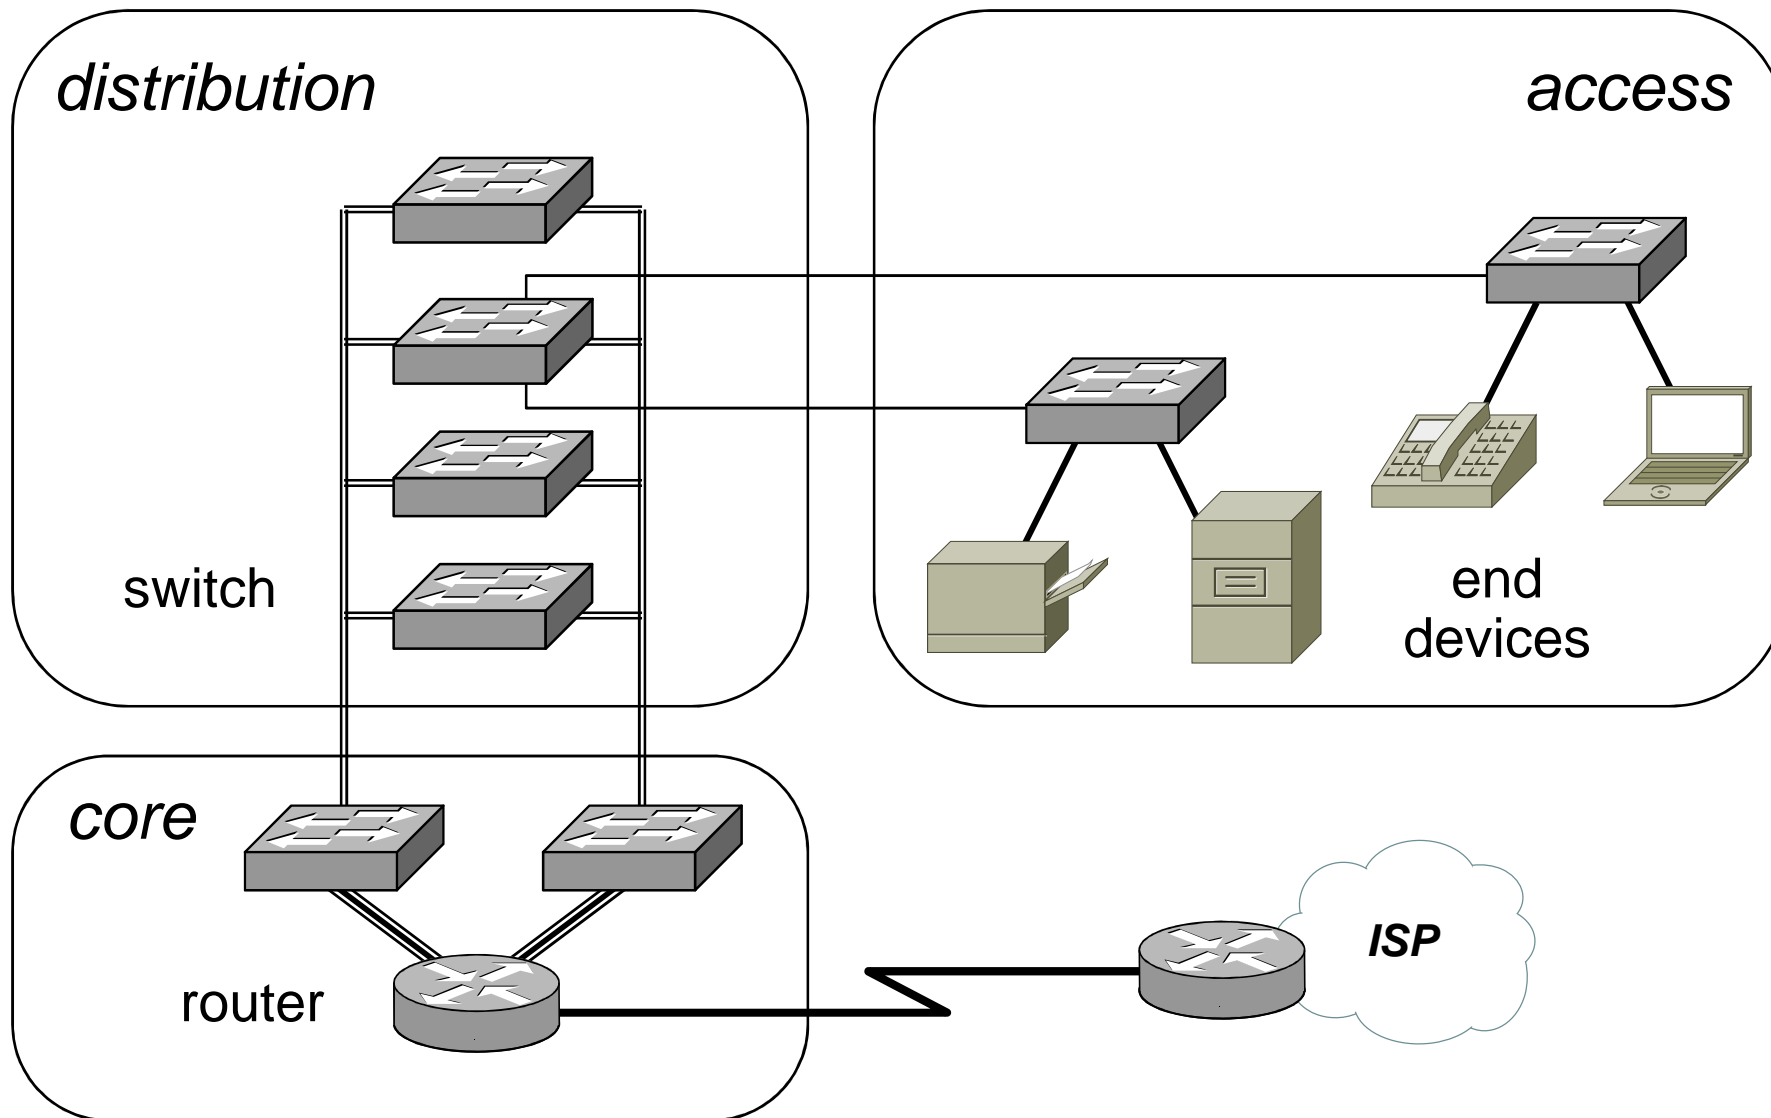 distribution
access
switch
end
devices
core
router
ISP